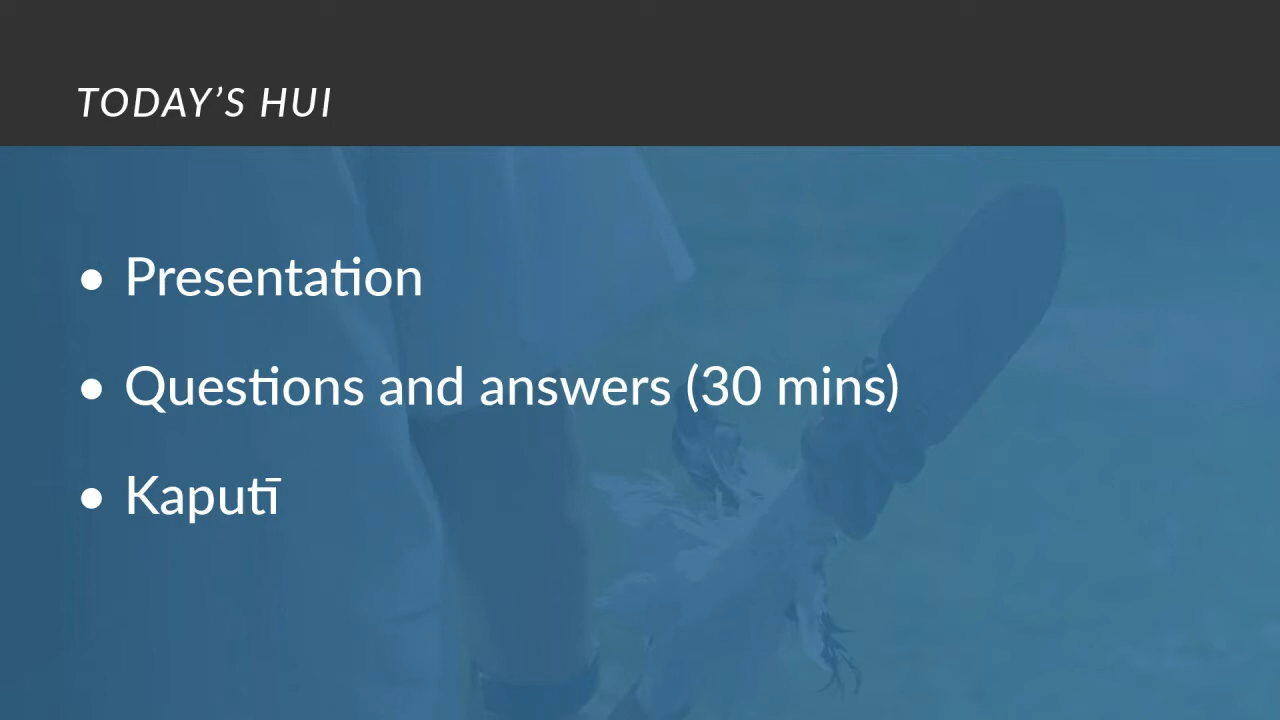 TODAY’S HUI
• Presentation
• Questions and answers (30 mins)
• Kaputī